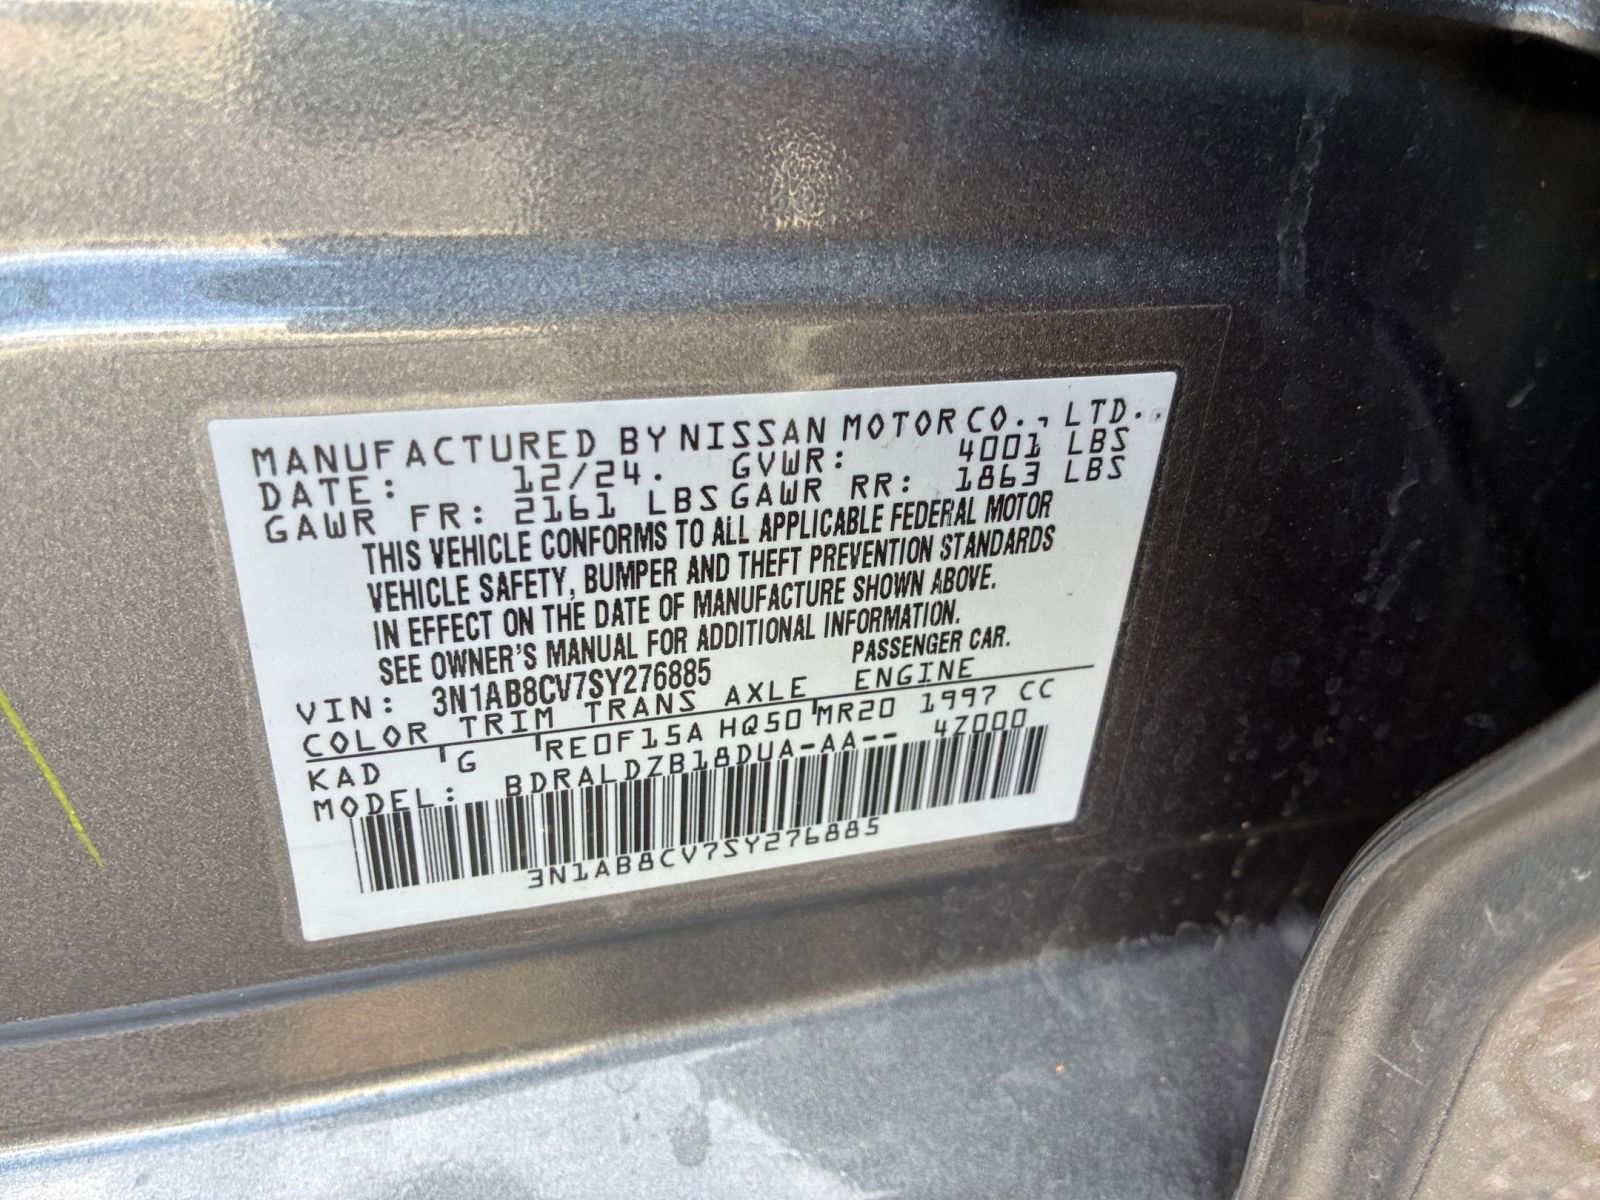 MANUFACTURED BY NISSAN MOTOR CO., LTD.
DATE: 12/24. GVWR: 4001 LBS
GAWR FR: 2161 LBS GAWR RR: 1863 LBS
THIS VEHICLE CONFORMS TO ALL APPLICABLE FEDERAL MOTOR
VEHICLE SAFETY, BUMPER AND THEFT PREVENTION STANDARDS
IN EFFECT ON THE DATE OF MANUFACTURE SHOWN ABOVE.
SEE OWNER'S MANUAL FOR ADDITIONAL INFORMATION.
VIN: 3N1AB8CV7SY276885 PASSENGER CAR.
COLOR TRIM TRANS AXLE ENGINE
KAD G RE0F15A HQ50 MR20 1997 CC
MODEL: BDRALDZB18DUA-AA-- 4Z000
3N1AB8CV7SY276885